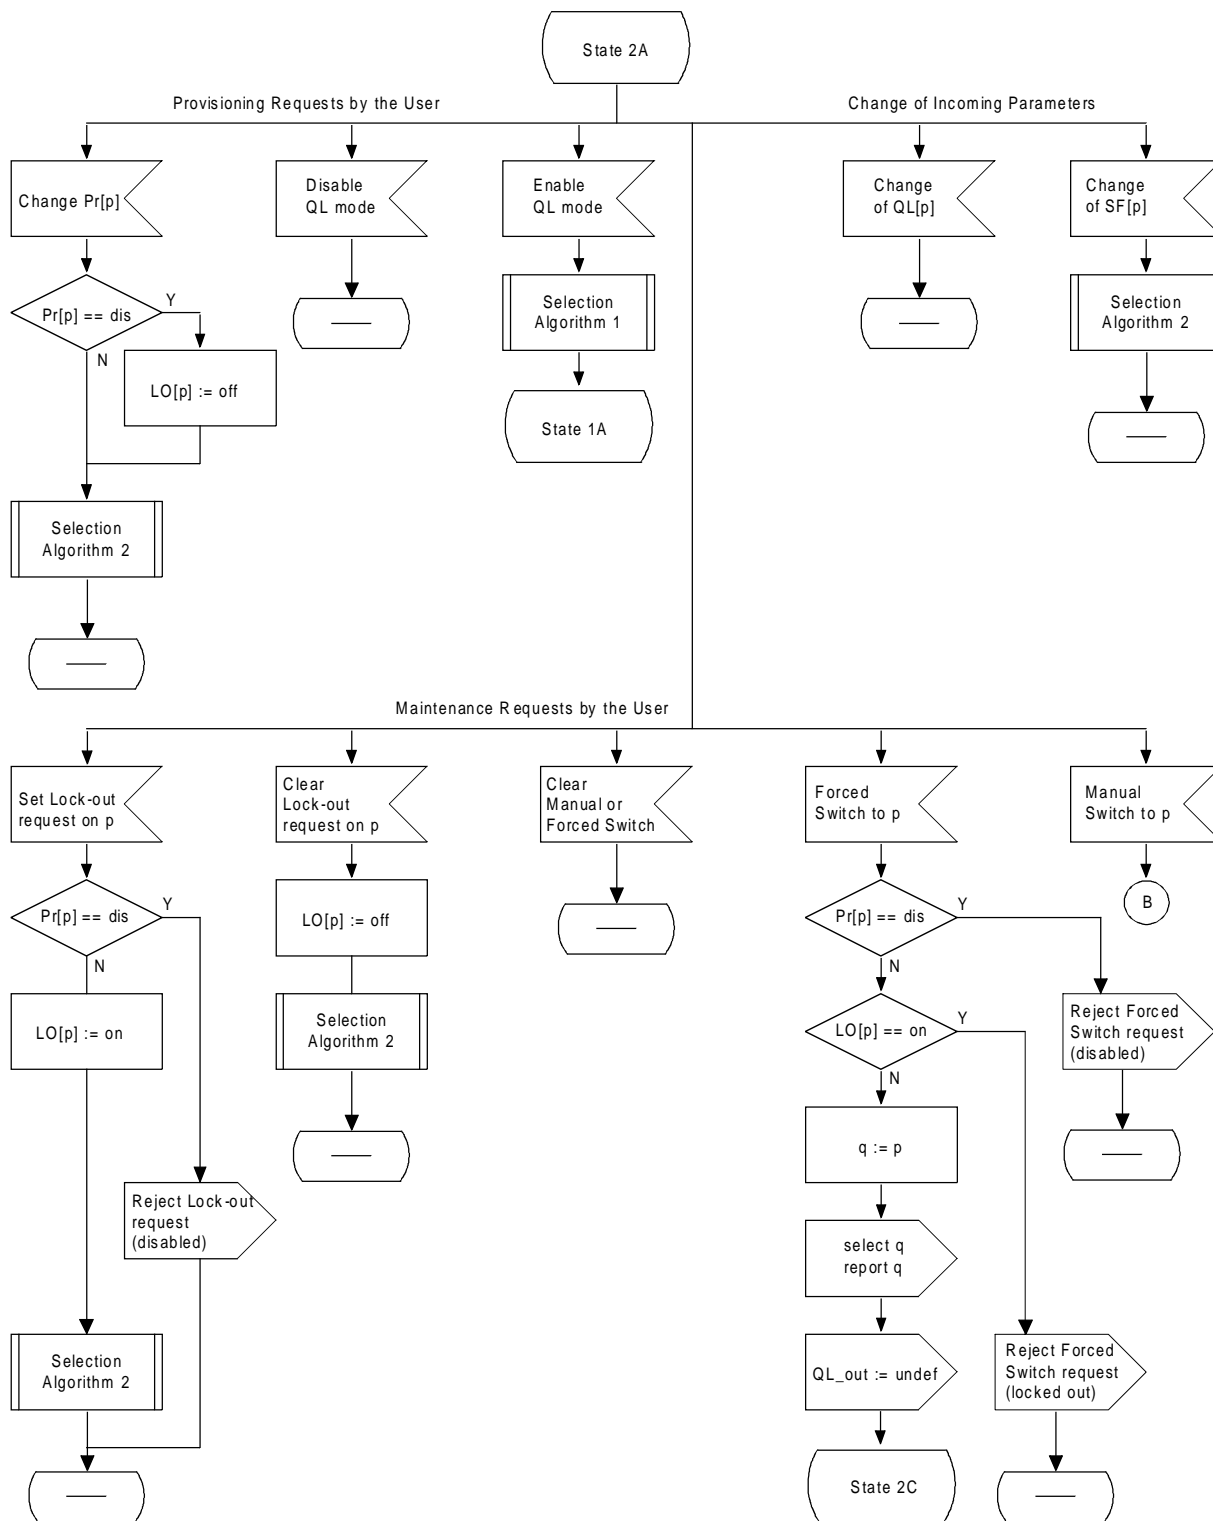 State 2A
Provisioning Requests by the User
Change of Incoming Parameters
Change Pr[p]
Disable
QL mode
Enable
QL mode
Change
of QL[p]
Change
of SF[p]
Pr[p] == dis
Y
N
LO[p] := off
Selection
Algorithm 1
Selection
Algorithm 2
State 1A
Selection
Algorithm 2
Maintenance Requests by the User
Set Lock-out
request on p
Clear
Lock-out
request on p
Clear
Manual or
Forced Switch
Forced
Switch to p
Manual
Switch to p
Pr[p] == dis
Y
N
LO[p] := off
Pr[p] == dis
Y
N
B
LO[p] := on
Selection
Algorithm 2
LO[p] == on
Y
N
Reject Forced
Switch request
(disabled)
q := p
Reject Lock-out
request
(disabled)
select q
report q
Selection
Algorithm 2
QL_out := undef
Reject Forced
Switch request
(locked out)
State 2C